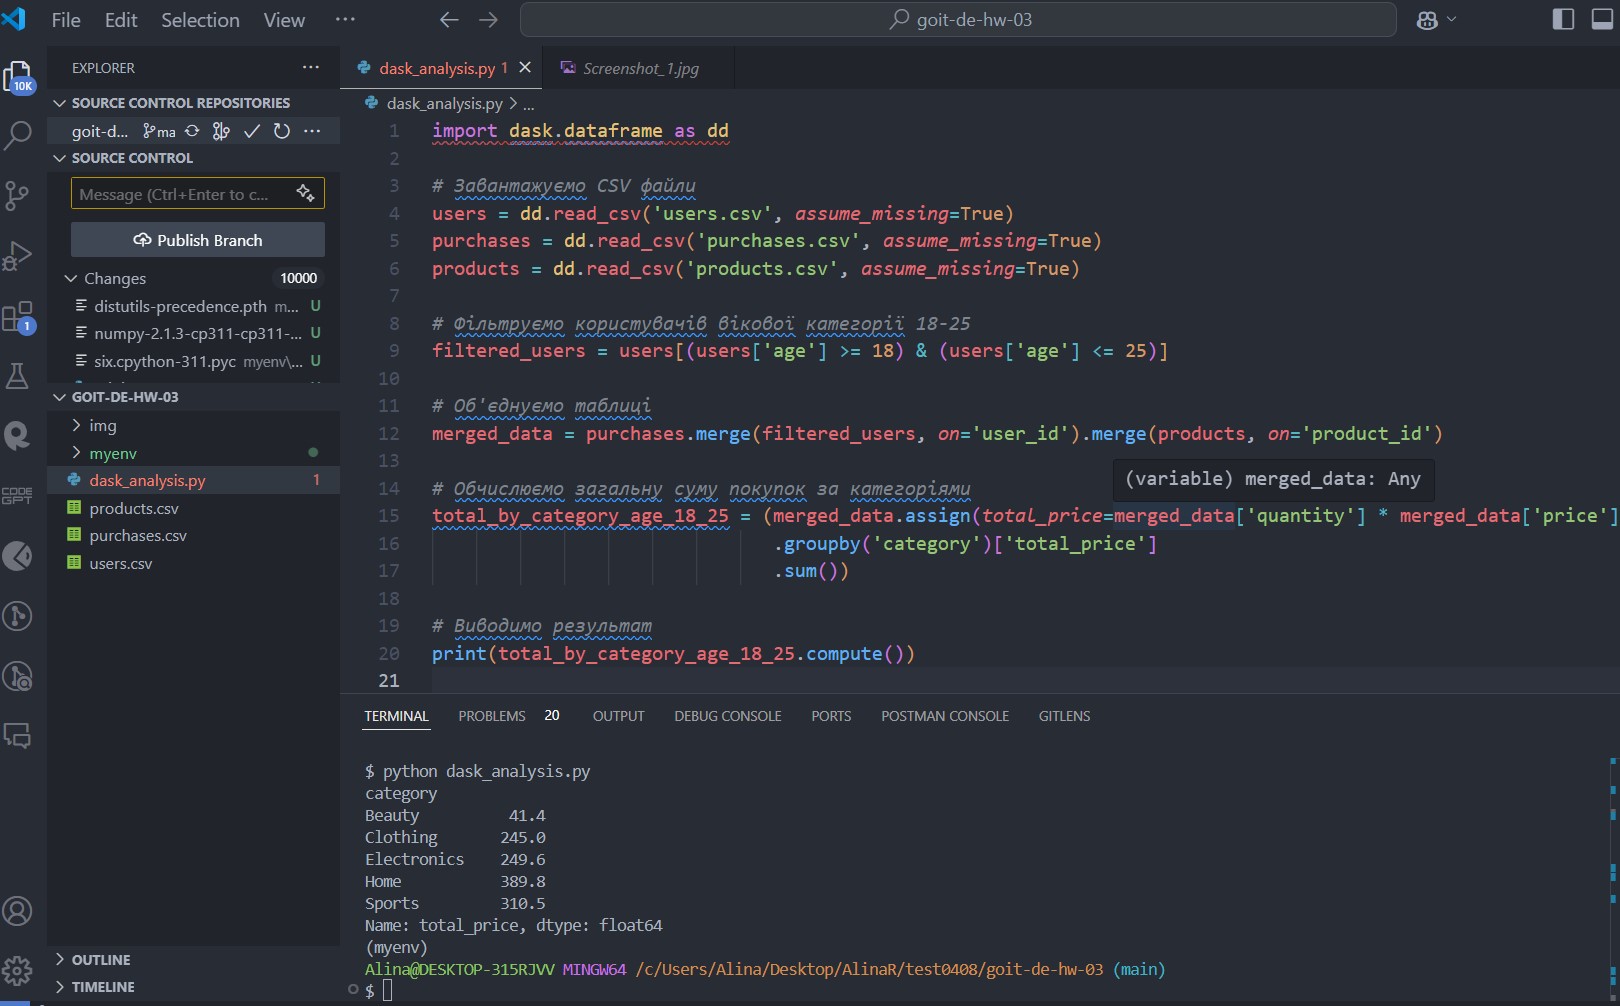 File Edit Selection View ··· goit-de-hw-03
EXPLORER ···
10K
SOURCE CONTROL REPOSITORIES
goit-d... ma ···
SOURCE CONTROL
Message (Ctrl+Enter to c...
Publish Branch
Changes 10000
distutils-precedence.pth m... U
numpy-2.1.3-cp311-cp311-... U
1
six.cpython-311.pyc myenv\... U
GOIT-DE-HW-03
img
myenv
dask_analysis.py 1
CODE GPT
products.csv
purchases.csv
users.csv
OUTLINE
TIMELINE
dask_analysis.py 1 Screenshot_1.jpg
dask_analysis.py > ...
1 import dask.dataframe as dd
2
3 # Завантажуємо CSV файли
4 users = dd.read_csv('users.csv', assume_missing=True)
5 purchases = dd.read_csv('purchases.csv', assume_missing=True)
6 products = dd.read_csv('products.csv', assume_missing=True)
7
8 # Фільтруємо користувачів вікової категорії 18-25
9 filtered_users = users[(users['age'] >= 18) & (users['age'] <= 25)]
10
11 # Об'єднуємо таблиці
12 merged_data = purchases.merge(filtered_users, on='user_id').merge(products, on='product_id')
13
(variable) merged_data: Any
14 # Обчислюємо загальну суму покупок за категоріями
15 total_by_category_age_18_25 = (merged_data.assign(total_price=merged_data['quantity'] * merged_data['price']
16 .groupby('category')['total_price']
17 .sum())
18
19 # Виводимо результат
20 print(total_by_category_age_18_25.compute())
21
TERMINAL PROBLEMS 20 OUTPUT DEBUG CONSOLE PORTS POSTMAN CONSOLE GITLENS
$ python dask_analysis.py
category
Beauty 41.4
Clothing 245.0
Electronics 249.6
Home 389.8
Sports 310.5
Name: total_price, dtype: float64
(myenv)
Alina@DESKTOP-315RJVV MINGW64 /c/Users/Alina/Desktop/AlinaR/test0408/goit-de-hw-03 (main)
$